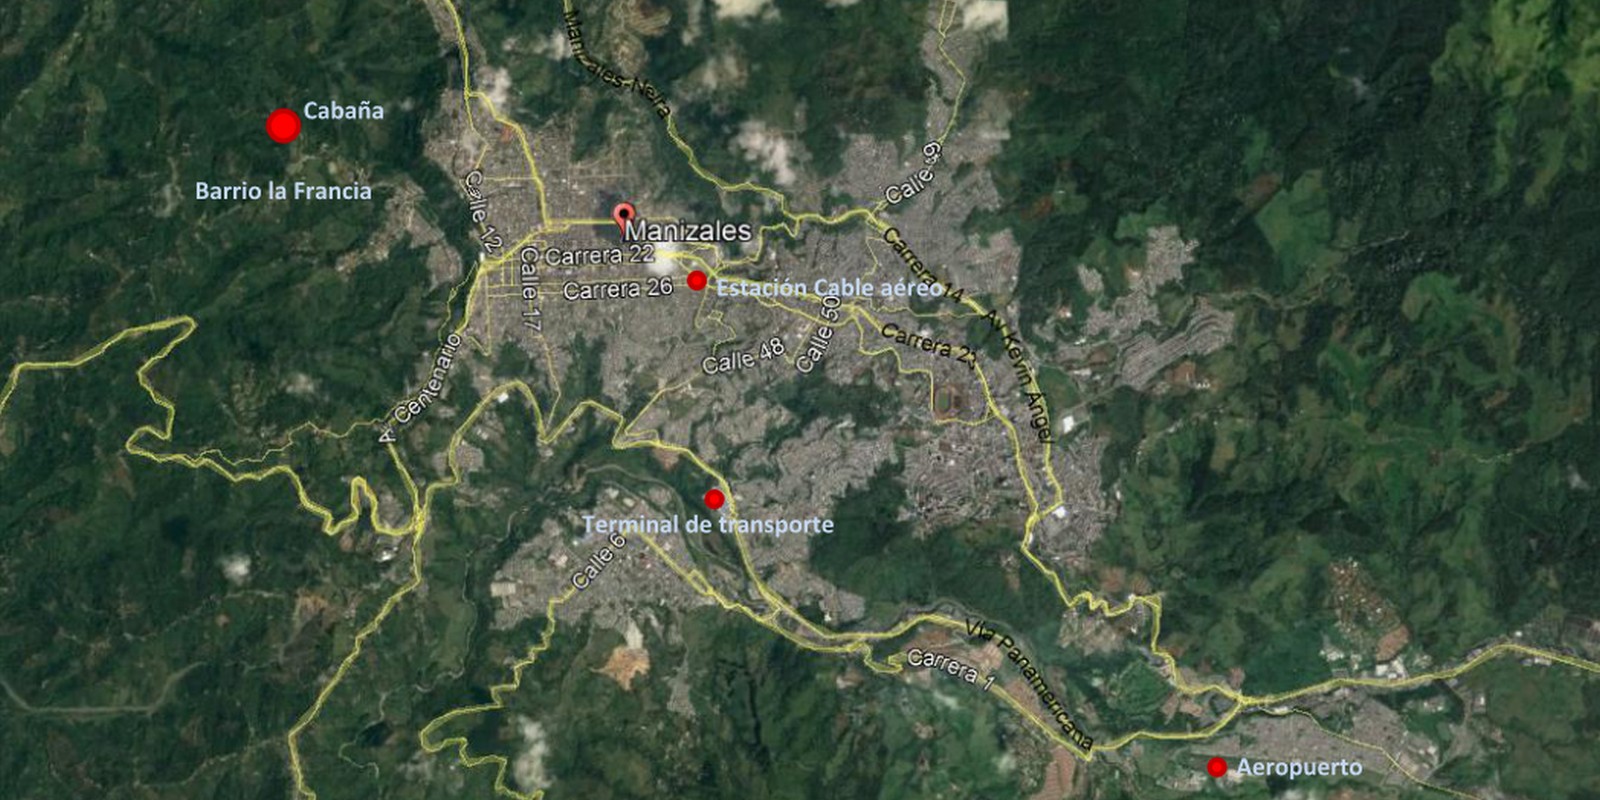 Manizales-Neira
Cabaña
Calle 9
Barrio la Francia
Calle 12
Manizales
Carrera 22
Carrera 14
Calle 17
Carrera 26
Estación Cable aéreo
Calle 50
Av Kevin Angel
Carrera 23
Calle 48
Av Centenario
Terminal de transporte
Calle 6
Vía Panamericana
Carrera 1
Aeropuerto